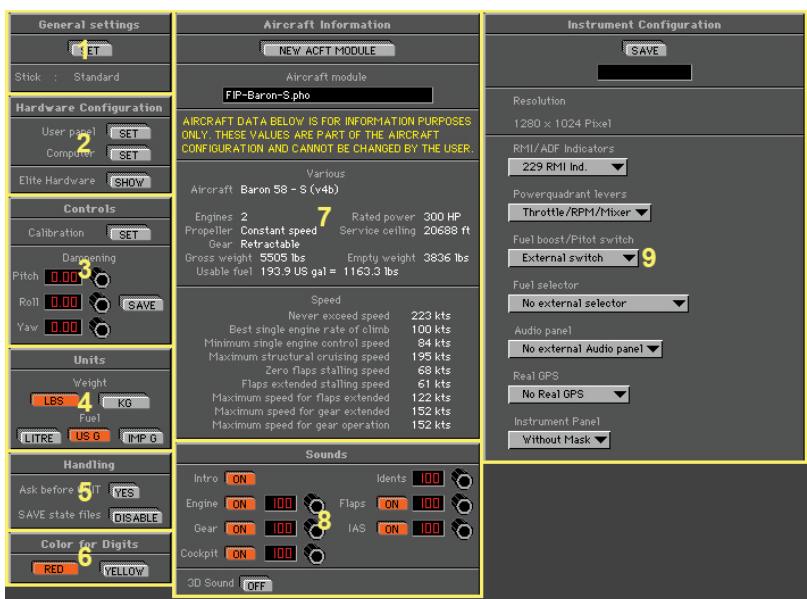 General settings
SET
1
Stick : Standard
Hardware Configuration
User panel SET
2
Computer SET
Elite Hardware SHOW
Controls
Calibration SET
Dampening
3
Pitch 0.00
Roll 0.00 SAVE
Yaw 0.00
Units
Weight
LBS 4 KG
Fuel
LITRE US G IMP G
Handling
Ask before QUIT YES
5
SAVE state files DISABLE
Color for Digits
6
RED YELLOW
Aircraft Information
NEW ACFT MODULE
Aircraft module
FIP-Baron-S.pho
AIRCRAFT DATA BELOW IS FOR INFORMATION PURPOSES
ONLY. THESE VALUES ARE PART OF THE AIRCRAFT
CONFIGURATION AND CANNOT BE CHANGED BY THE USER.
Various
Aircraft Baron 58 - S (v4b)
7
Engines 2 Rated power 300 HP
Propeller Constant speed Service ceiling 20688 ft
Gear Retractable
Gross weight 5505 lbs Empty weight 3836 lbs
Usable fuel 193.9 US gal = 1163.3 lbs
Speed
Never exceed speed 223 kts
Best single engine rate of climb 100 kts
Minimum single engine control speed 84 kts
Maximum structural cruising speed 195 kts
Zero flaps stalling speed 68 kts
Flaps extended stalling speed 61 kts
Maximum speed for flaps extended 122 kts
Maximum speed for gear extended 152 kts
Maximum speed for gear operation 152 kts
Sounds
Intro ON Idents 100
Engine ON 100 Flaps ON 100
8
Gear ON 100 IAS ON 100
Cockpit ON 100
3D Sound OFF
Instrument Configuration
SAVE
Resolution
1280 x 1024 Pixel
RMI/ADF Indicators
229 RMI Ind.
Powerquadrant levers
Throttle/RPM/Mixer
Fuel boost/Pitot switch
External switch 9
Fuel selector
No external selector
Audio panel
No external Audio panel
Real GPS
No Real GPS
Instrument Panel
Without Mask